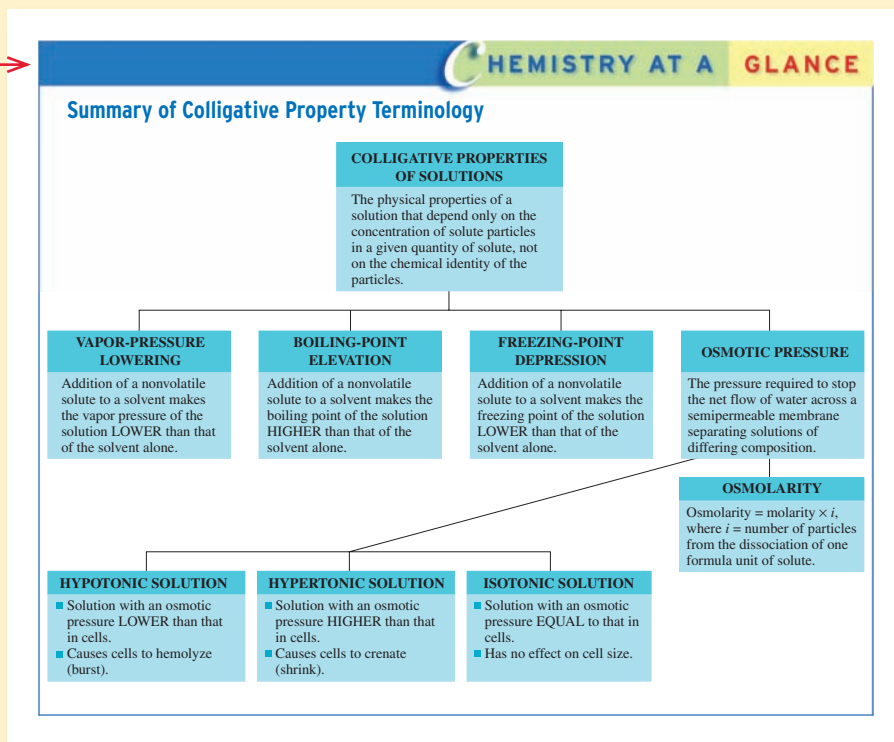 CHEMISTRY AT A GLANCE
Summary of Colligative Property Terminology
COLLIGATIVE PROPERTIES
OF SOLUTIONS
The physical properties of a
solution that depend only on the
concentration of solute particles
in a given quantity of solute, not
on the chemical identity of the
particles.
VAPOR-PRESSURE
LOWERING
Addition of a nonvolatile
solute to a solvent makes
the vapor pressure of the
solution LOWER than that
of the solvent alone.
BOILING-POINT
ELEVATION
Addition of a nonvolatile
solute to a solvent makes the
boiling point of the solution
HIGHER than that of the
solvent alone.
FREEZING-POINT
DEPRESSION
Addition of a nonvolatile
solute to a solvent makes the
freezing point of the solution
LOWER than that of the
solvent alone.
OSMOTIC PRESSURE
The pressure required to stop
the net flow of water across a
semipermeable membrane
separating solutions of
differing composition.
OSMOLARITY
Osmolarity = molarity × i,
where i = number of particles
from the dissociation of one
formula unit of solute.
HYPOTONIC SOLUTION
■ Solution with an osmotic
pressure LOWER than that
in cells.
■ Causes cells to hemolyze
(burst).
HYPERTONIC SOLUTION
■ Solution with an osmotic
pressure HIGHER than that
in cells.
■ Causes cells to crenate
(shrink).
ISOTONIC SOLUTION
■ Solution with an osmotic
pressure EQUAL to that in
cells.
■ Has no effect on cell size.